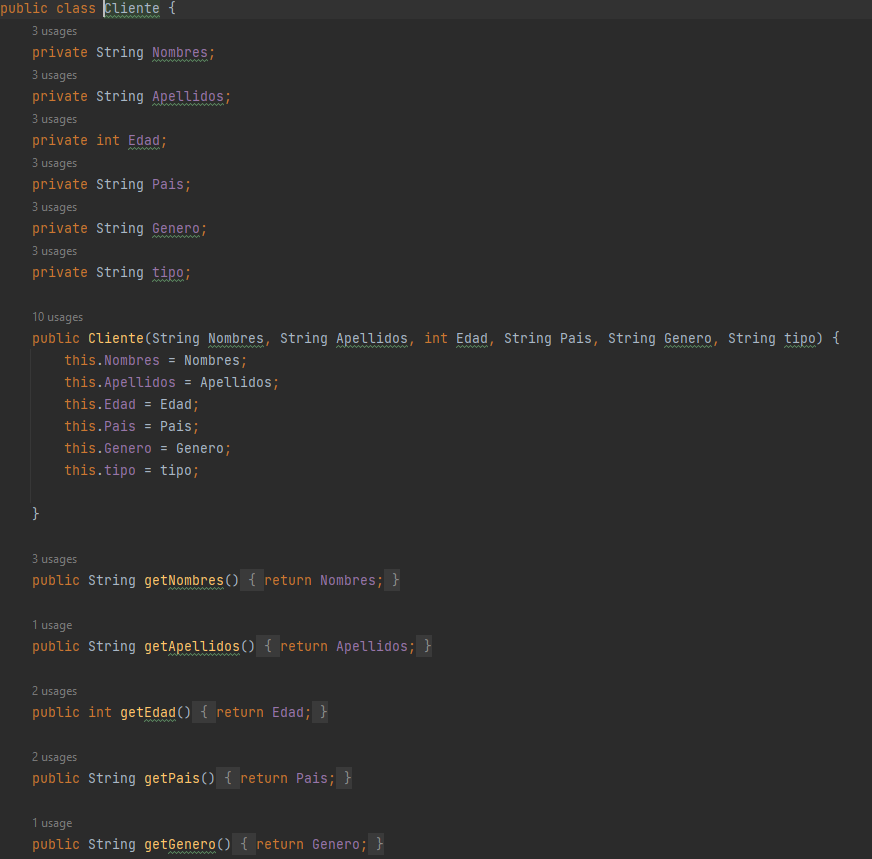 public class Cliente {
3 usages
private String Nombres;
3 usages
private String Apellidos;
3 usages
private int Edad;
3 usages
private String Pais;
3 usages
private String Genero;
3 usages
private String tipo;
10 usages
public Cliente(String Nombres, String Apellidos, int Edad, String Pais, String Genero, String tipo) {
this.Nombres = Nombres;
this.Apellidos = Apellidos;
this.Edad = Edad;
this.Pais = Pais;
this.Genero = Genero;
this.tipo = tipo;
}
3 usages
public String getNombres() { return Nombres; }
1 usage
public String getApellidos() { return Apellidos; }
2 usages
public int getEdad() { return Edad; }
2 usages
public String getPais() { return Pais; }
1 usage
public String getGenero() { return Genero; }